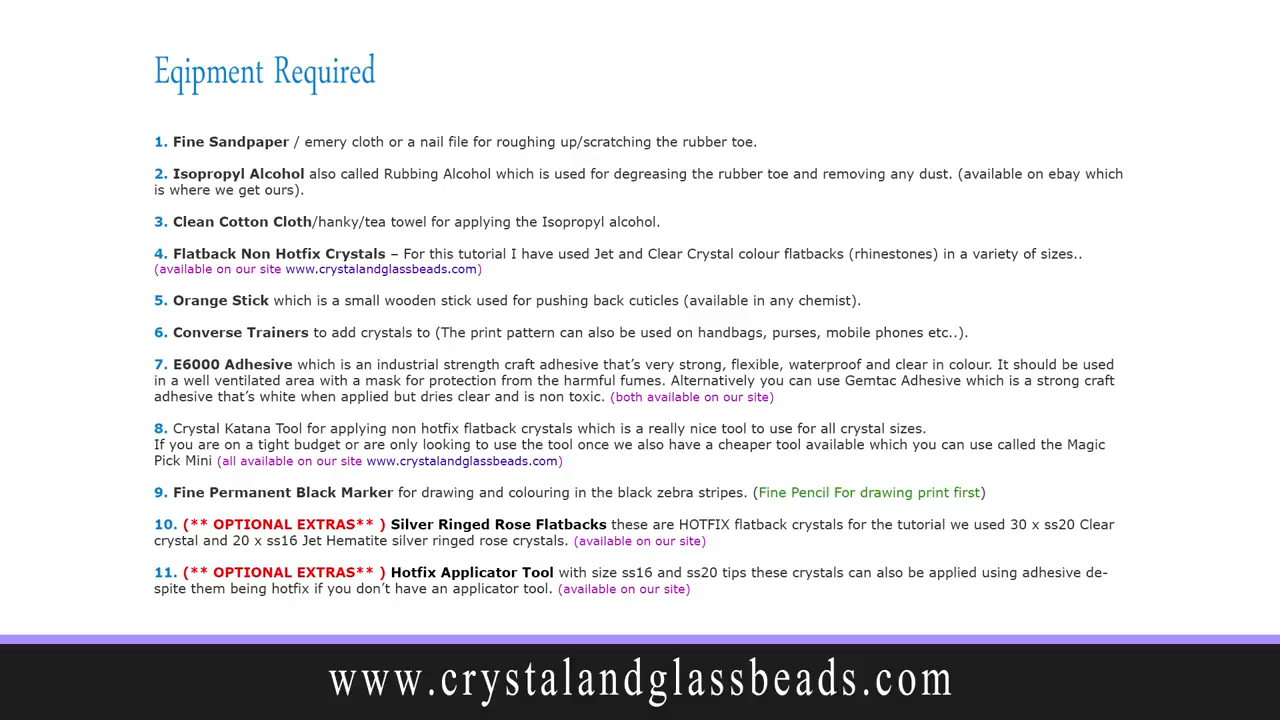 Eqipment Required
1. Fine Sandpaper / emery cloth or a nail file for roughing up/scratching the rubber toe.
2. Isopropyl Alcohol also called Rubbing Alcohol which is used for degreasing the rubber toe and removing any dust. (available on ebay which
is where we get ours).
3. Clean Cotton Cloth/hanky/tea towel for applying the Isopropyl alcohol.
4. Flatback Non Hotfix Crystals – For this tutorial I have used Jet and Clear Crystal colour flatbacks (rhinestones) in a variety of sizes..
(available on our site www.crystalandglassbeads.com)
5. Orange Stick which is a small wooden stick used for pushing back cuticles (available in any chemist).
6. Converse Trainers to add crystals to (The print pattern can also be used on handbags, purses, mobile phones etc..).
7. E6000 Adhesive which is an industrial strength craft adhesive that's very strong, flexible, waterproof and clear in colour. It should be used
in a well ventilated area with a mask for protection from the harmful fumes. Alternatively you can use Gemtac Adhesive which is a strong craft
adhesive that's white when applied but dries clear and is non toxic. (both available on our site)
8. Crystal Katana Tool for applying non hotfix flatback crystals which is a really nice tool to use for all crystal sizes.
If you are on a tight budget or are only looking to use the tool once we also have a cheaper tool available which you can use called the Magic
Pick Mini (all available on our site www.crystalandglassbeads.com)
9. Fine Permanent Black Marker for drawing and colouring in the black zebra stripes. (Fine Pencil For drawing print first)
10. (** OPTIONAL EXTRAS** ) Silver Ringed Rose Flatbacks these are HOTFIX flatback crystals for the tutorial we used 30 x ss20 Clear
crystal and 20 x ss16 Jet Hematite silver ringed rose crystals. (available on our site)
11. (** OPTIONAL EXTRAS** ) Hotfix Applicator Tool with size ss16 and ss20 tips these crystals can also be applied using adhesive de-
spite them being hotfix if you don't have an applicator tool. (available on our site)
www.crystalandglassbeads.com